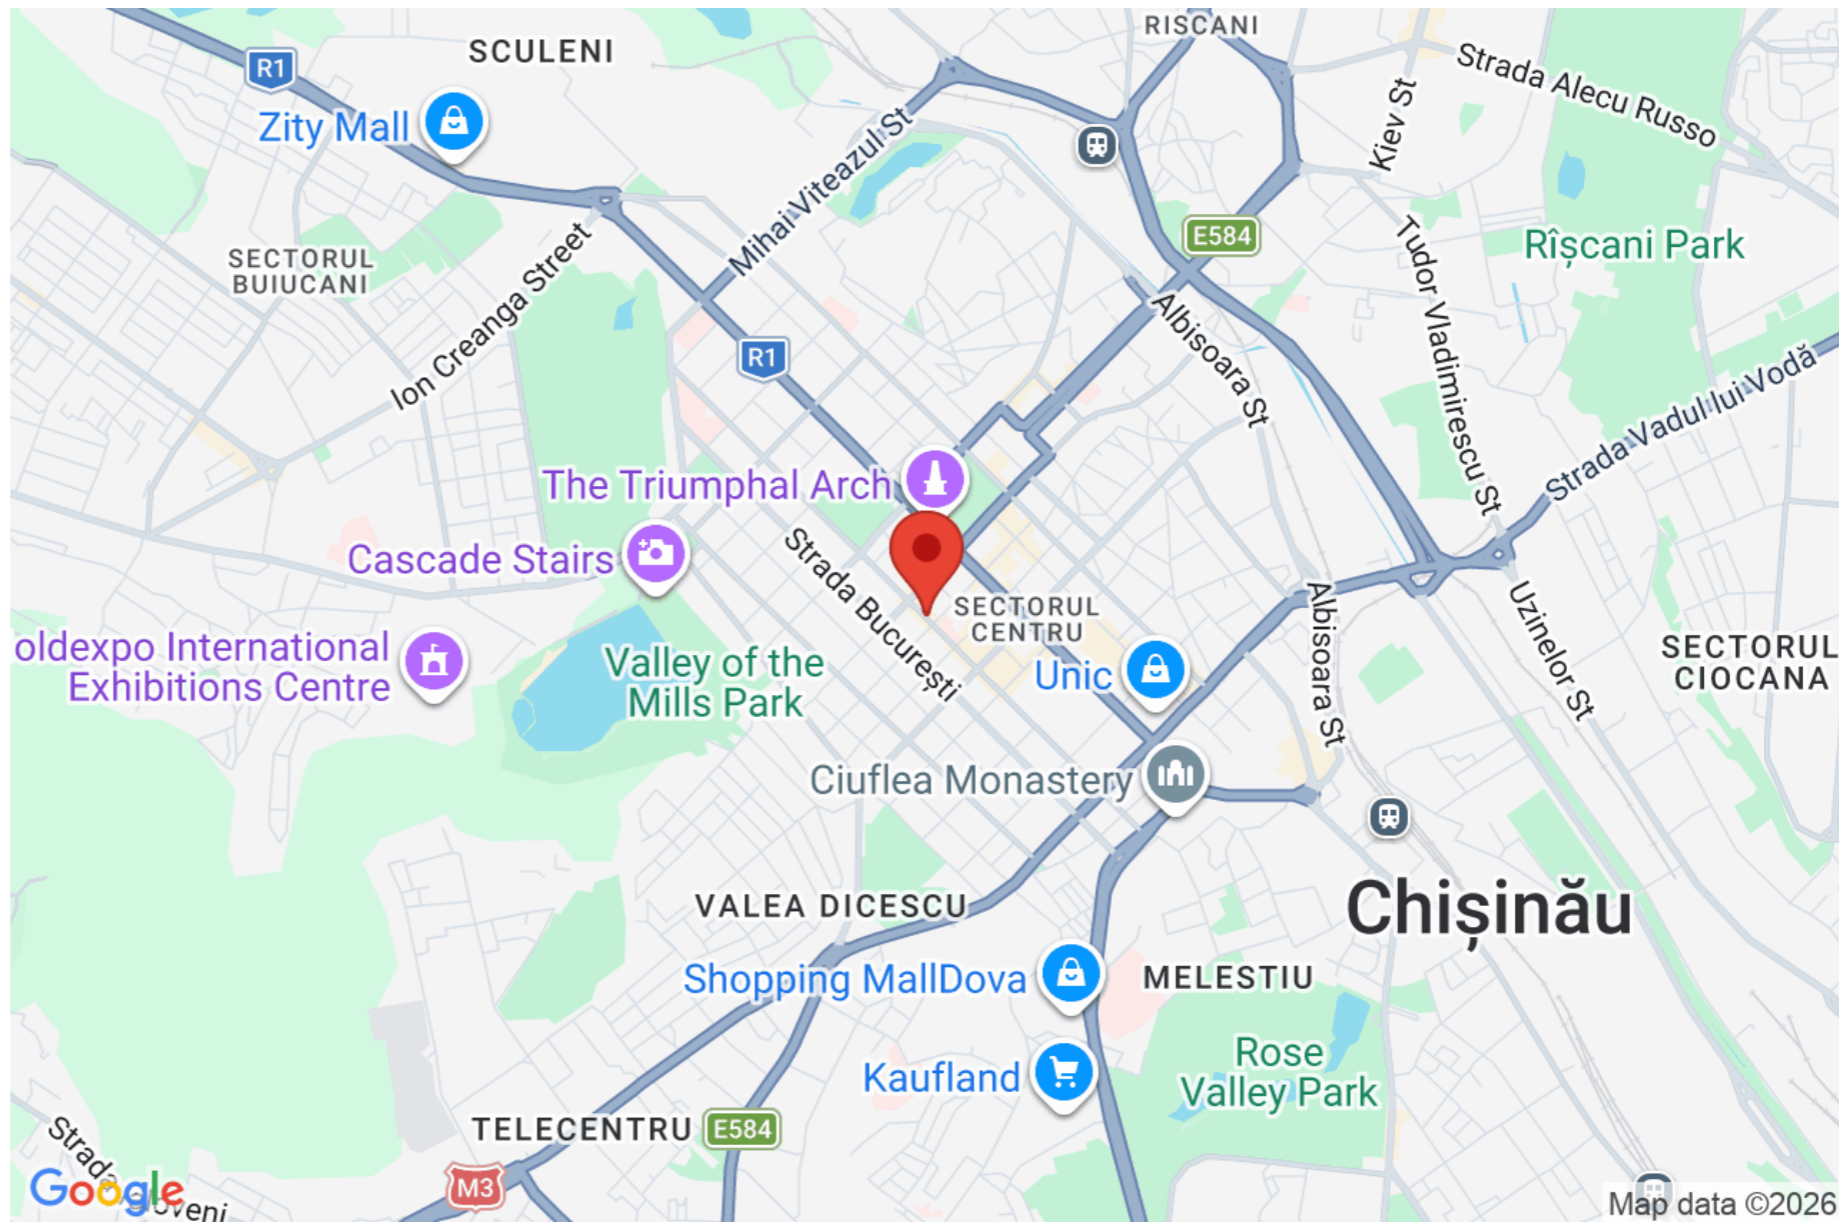 RISCANI
SCULENI
R1
Strada Alecu Russo
Zity Mall
Kiev St
Mihai Viteazul St
E584
Rîșcani Park
SECTORUL
BUIUCANI
Ion Creanga Street
Tudor Vladimirescu St
Albisoara St
R1
Strada Vadul lui Vodă
The Triumphal Arch
Cascade Stairs
Strada București
SECTORUL
CENTRU
Albisoara St
Uzinelor St
oldexpo International
Exhibitions Centre
Valley of the
Mills Park
Unic
SECTORUL
CIOCANA
Ciuflea Monastery
VALEA DICESCU
Chișinău
Shopping MallDova
MELESTIU
Kaufland
Rose
Valley Park
TELECENTRU
E584
M3
Strada
Google
Map data ©2026